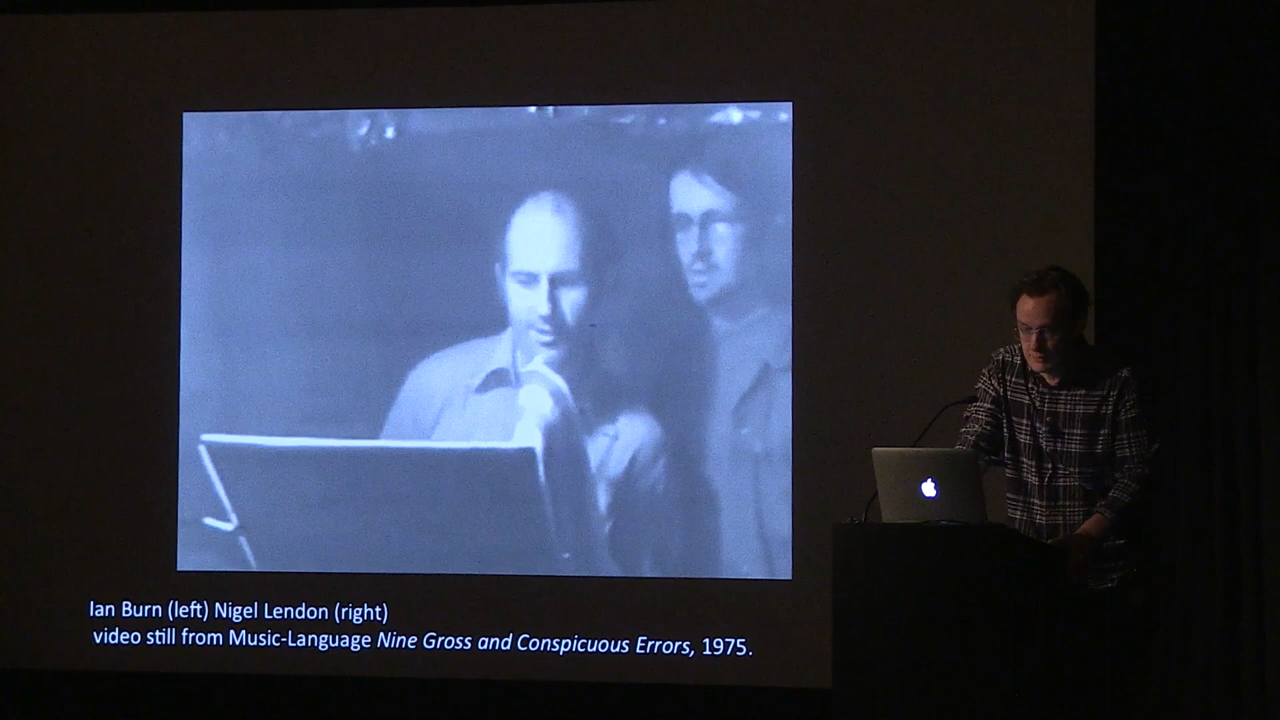 Ian Burn (left) Nigel Lendon (right)
video still from Music-Language Nine Gross and Conspicuous Errors, 1975.